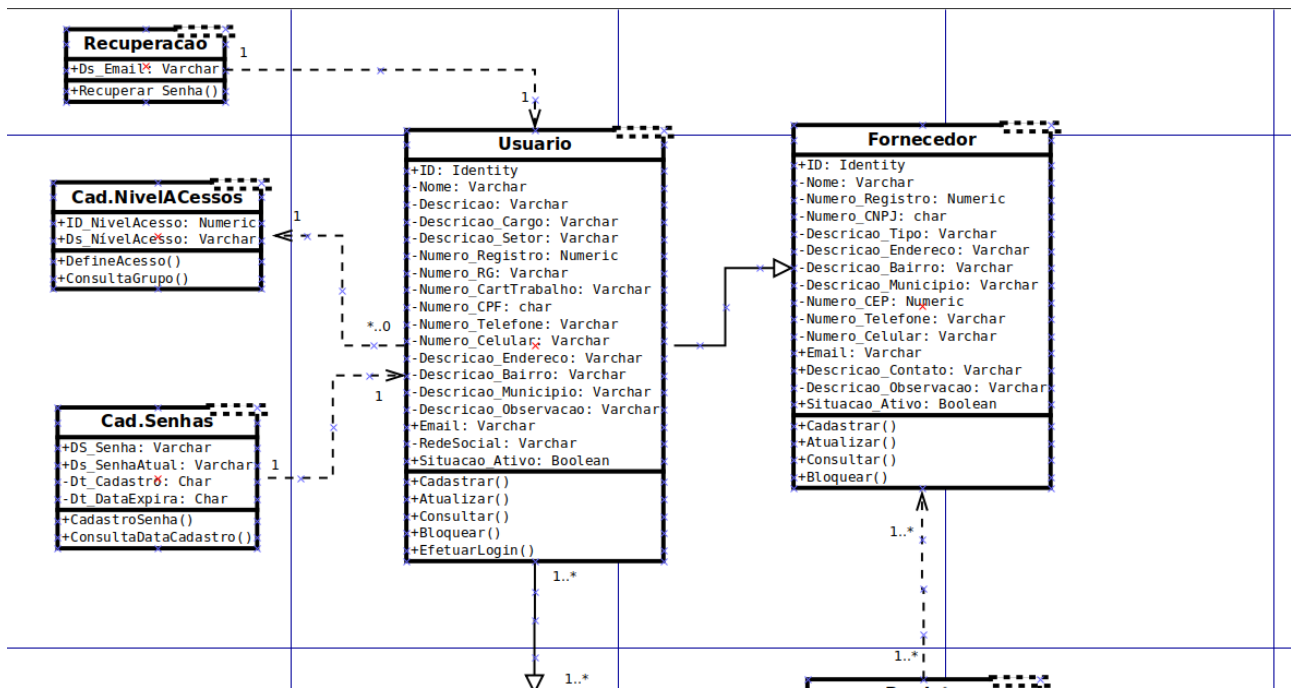 Recuperacao
+Ds_Email: Varchar
+Recuperar Senha()
1
1
Cad.NivelACessos
+ID_NivelAcesso: Numeric
+Ds_NívelAcesso: Varchar
+DefineAcesso()
+ConsultaGrupo()
1
*..0
Cad.Senhas
+DS_Senha: Varchar
+Ds_SenhaAtual: Varchar
-Dt_Cadastro: Char
-Dt_DataExpira: Char
+CadastroSenha()
+ConsultaDataCadastro()
1
1
Usuario
+ID: Identity
-Nome: Varchar
-Descricao: Varchar
-Descricao_Cargo: Varchar
-Descricao_Setor: Varchar
-Numero_Registro: Numeric
-Numero_RG: Varchar
-Numero_CartTrabalho: Varchar
-Numero_CPF: char
-Numero_Telefone: Varchar
-Numero_Celular: Varchar
-Descricao_Endereco: Varchar
-Descricao_Bairro: Varchar
-Descricao_Municipio: Varchar
-Descricao_Observacao: Varchar
+Email: Varchar
-RedeSocial: Varchar
+Situacao_Ativo: Boolean
+Cadastrar()
+Atualizar()
+Consultar()
+Bloquear()
+EfetuarLogin()
1..*
1..*
Fornecedor
+ID: Identity
-Nome: Varchar
-Numero_Registro: Numeric
-Numero_CNPJ: char
-Descricao_Tipo: Varchar
-Descricao_Endereco: Varchar
-Descricao_Bairro: Varchar
-Descricao_Municipio: Varchar
-Numero_CEP: Numeric
-Numero_Telefone: Varchar
-Numero_Celular: Varchar
+Email: Varchar
+Descricao_Contato: Varchar
-Descricao_Observacao: Varchar
+Situacao_Ativo: Boolean
+Cadastrar()
+Atualizar()
+Consultar()
+Bloquear()
1..*
1..*